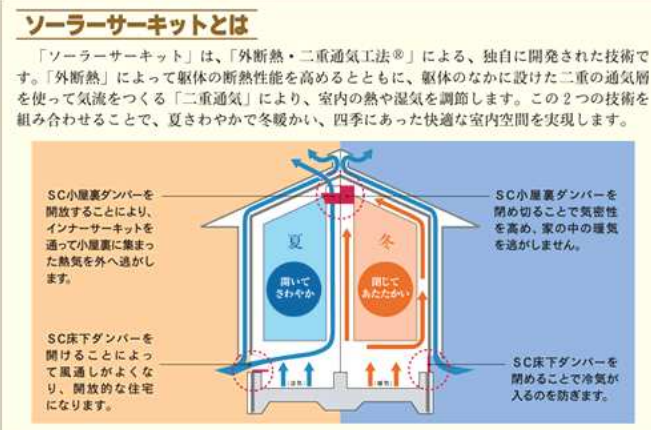 ソーラーサーキットとは
「ソーラーサーキット」は、「外断熱・二重通気工法®」による、独自に開発された技術で
す。「外断熱」によって躯体の断熱性能を高めるとともに、躯体のなかに設けた二重の通気層
を使って気流をつくる「二重通気」により、室内の熱や湿気を調節します。この2つの技術を
組み合わせることで、夏さわやかで冬暖かい、四季にあった快適な室内空間を実現します。
SC小屋裏ダンパーを
開放することにより、
インナーサーキットを
通って小屋裏に集まっ
た熱気を外へ逃がし
ます。
SC床下ダンパーを
開けることによっ
て風通しがよくな
り、開放的な住宅
になります。
夏
開いて
さわやか
冬
閉じて
あたたかい
SC小屋裏ダンパーを
閉め切ることで気密性
を高め、家の中の暖気
を逃がしません。
SC床下ダンパーを
閉めることで冷気が
入るのを防ぎます。